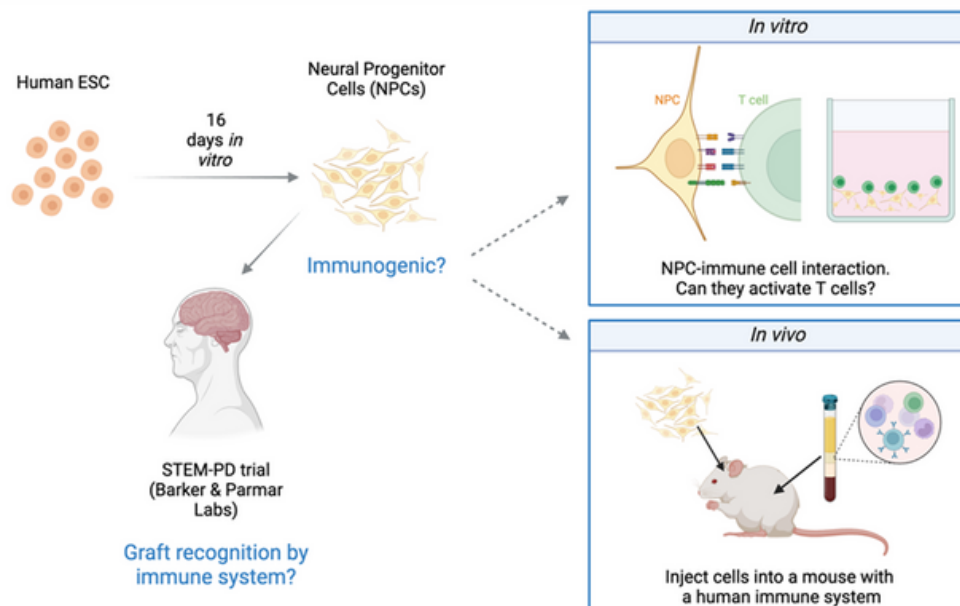 Human ESC
16
days in
vitro
Neural Progenitor
Cells (NPCs)
Immunogenic?
STEM-PD trial
(Barker & Parmar
Labs)
Graft recognition by
immune system?
In vitro
NPC
T cell
NPC-immune cell interaction.
Can they activate T cells?
In vivo
Inject cells into a mouse with
a human immune system